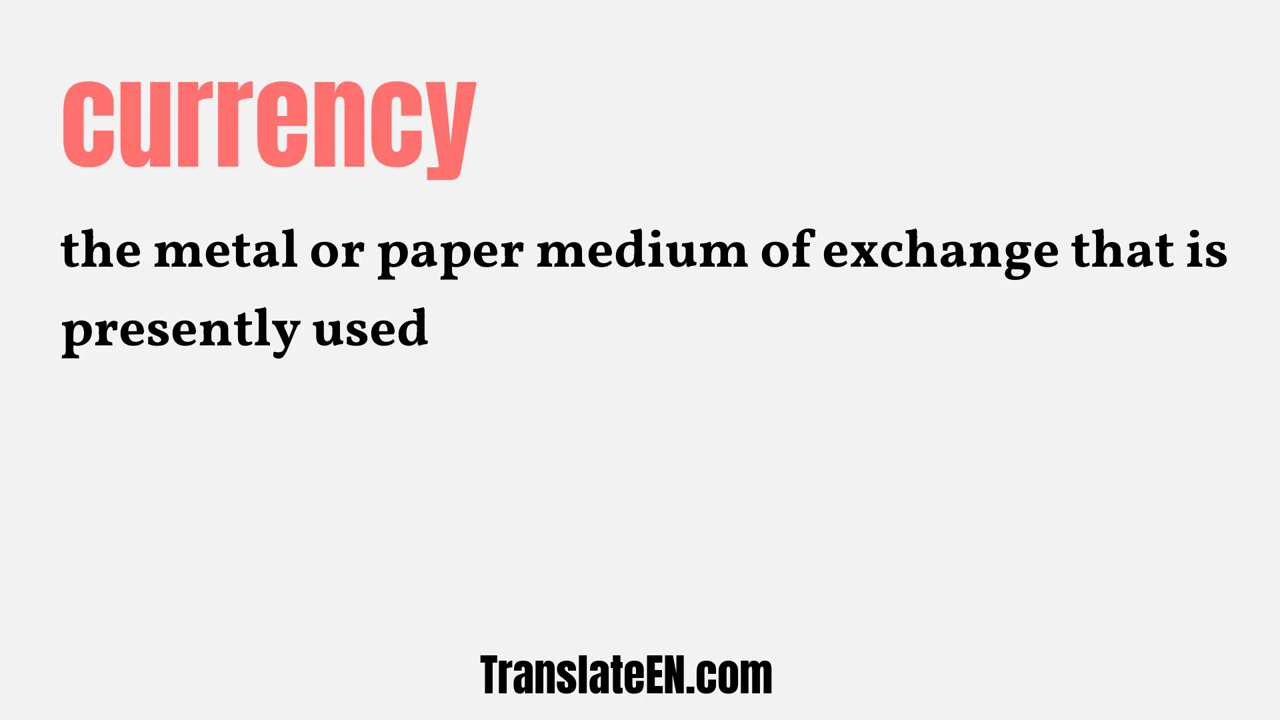 currency
the metal or paper medium of exchange that is
presently used
TranslateEN.com